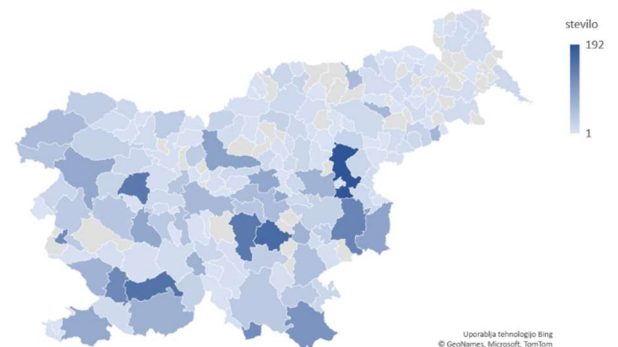 stevilo
192
1
Uporablja tehnologijo Bing
© GeoNames, Microsoft, TomTom